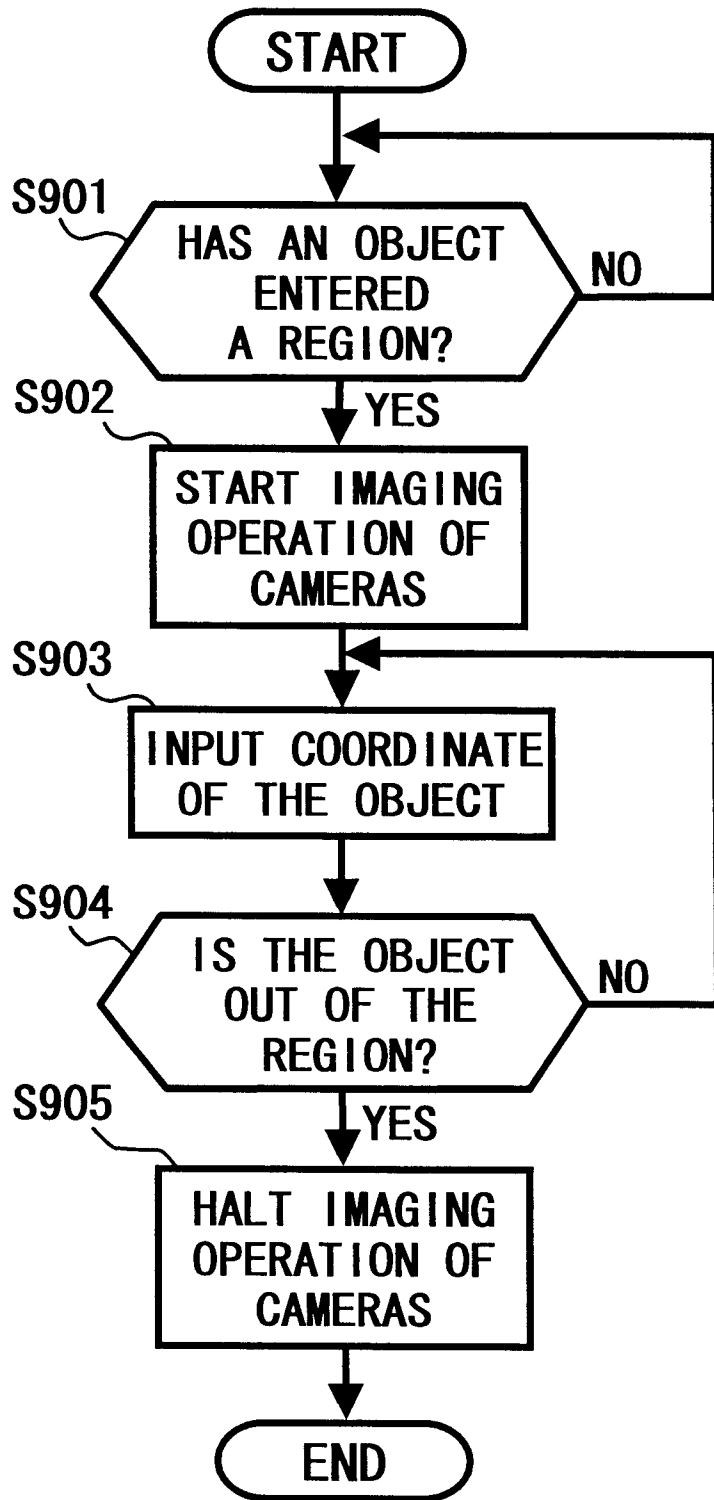 START
S901
HAS AN OBJECT
ENTERED
A REGION?
NO
S902
YES
START IMAGING
OPERATION OF
CAMERAS
S903
INPUT COORDINATE
OF THE OBJECT
S904
IS THE OBJECT
OUT OF THE
REGION?
NO
S905
YES
HALT IMAGING
OPERATION OF
CAMERAS
END